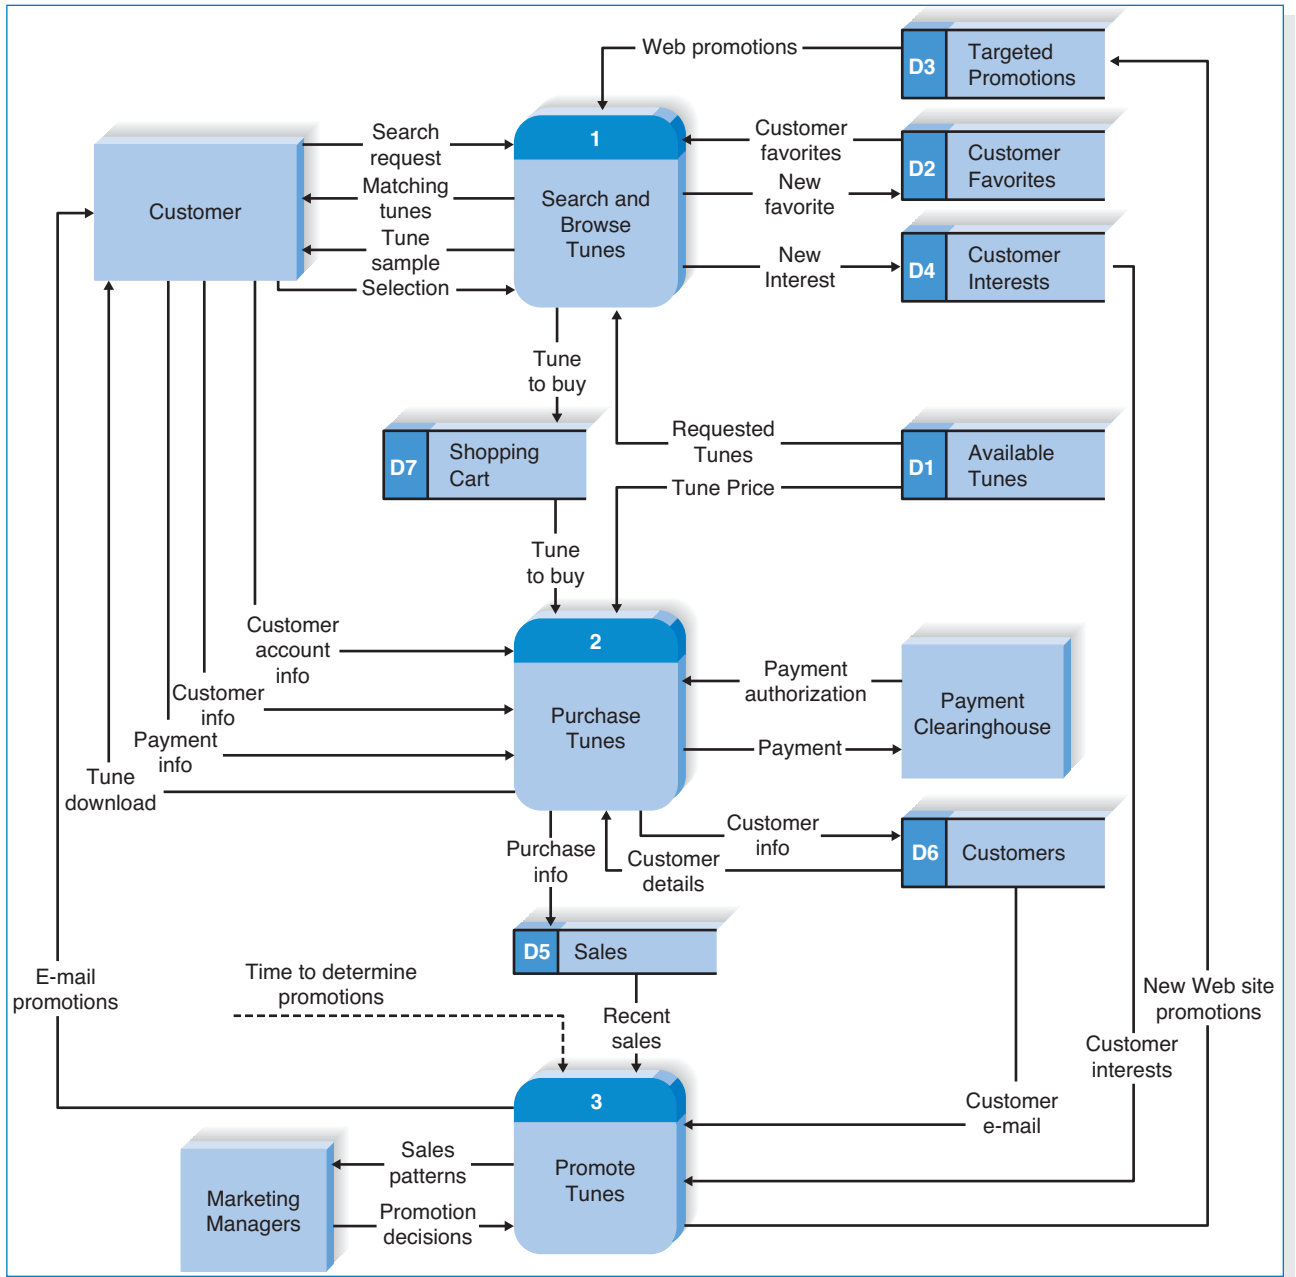 Web promotions
D3
Targeted
Promotions
Search
request
1
Customer
favorites
D2
Customer
Favorites
Customer
Matching
tunes
Search and
Browse
Tunes
New
favorite
Tune
sample
New
Interest
D4
Customer
Interests
Selection
Tune
to buy
D7
Shopping
Cart
Requested
Tunes
D1
Available
Tunes
Tune Price
Tune
to buy
Customer
account
info
2
Payment
authorization
Customer
info
Purchase
Tunes
Payment
Clearinghouse
Payment
info
Payment
Tune
download
Customer
info
D6
Customers
Purchase
info
Customer
details
D5
Sales
E-mail
promotions
Time to determine
promotions
Recent
sales
New Web site
promotions
Customer
interests
3
Customer
e-mail
Sales
patterns
Promote
Tunes
Marketing
Managers
Promotion
decisions